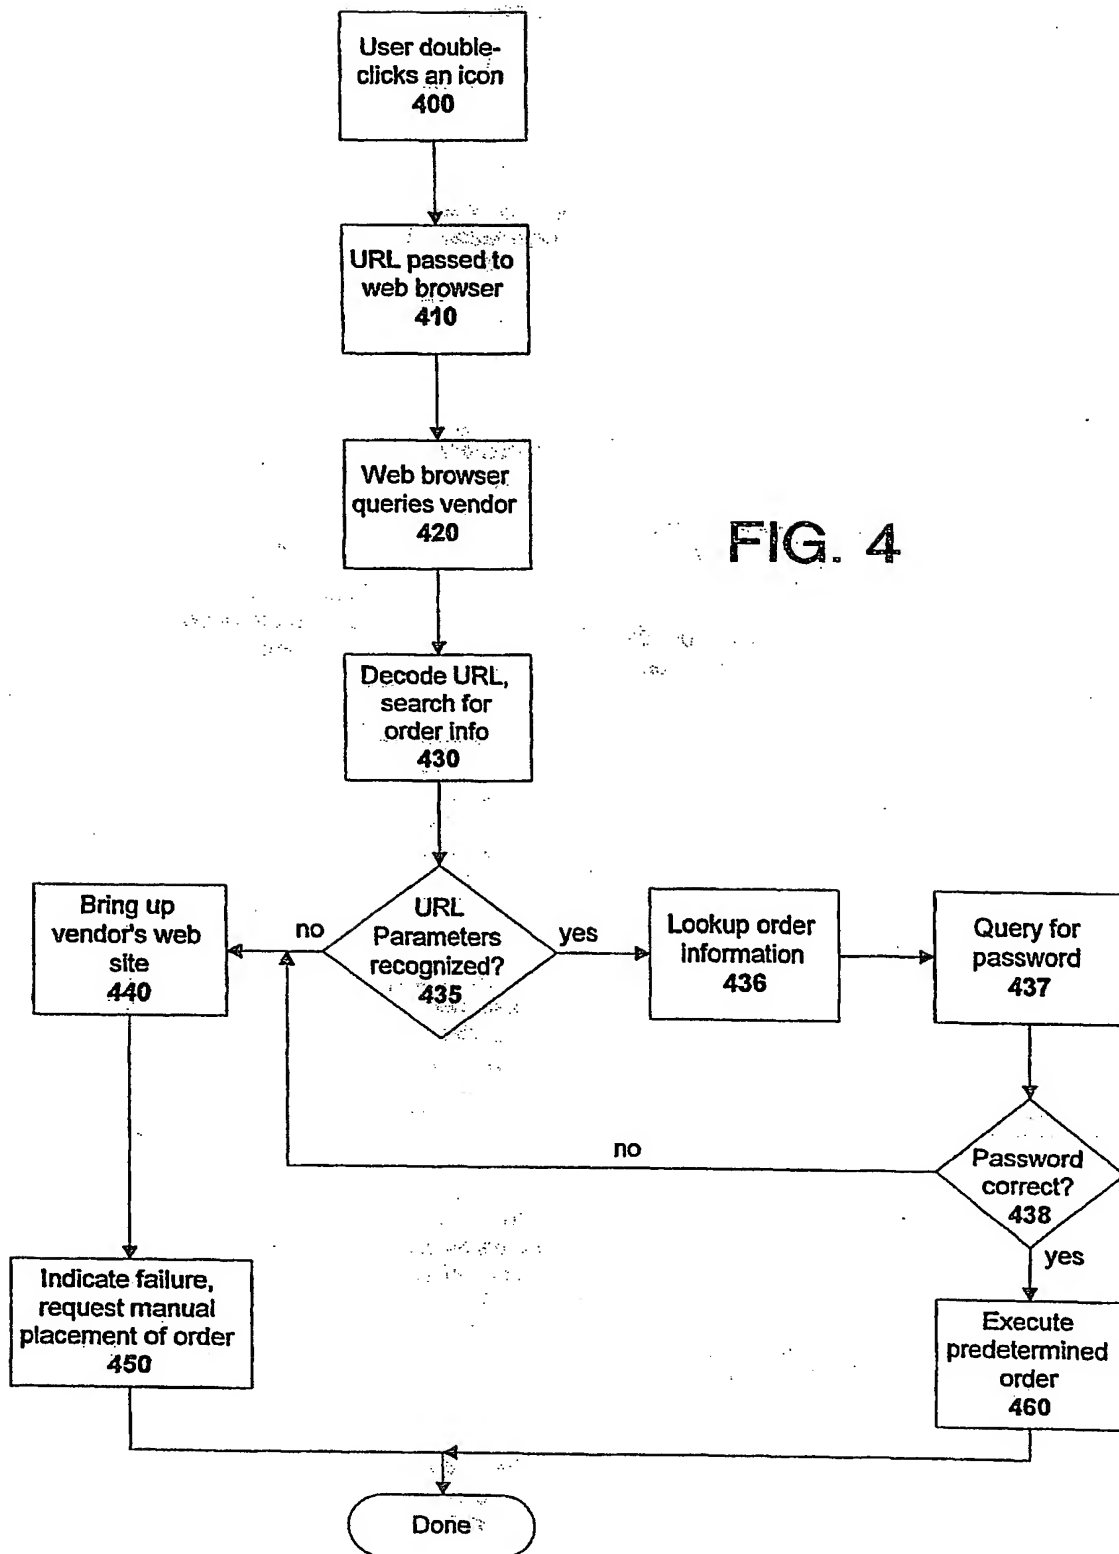 User double-
clicks an icon
400
URL passed to
web browser
410
Web browser
queries vendor
420
FIG. 4
Decode URL,
search for
order info
430
URL
Parameters
recognized?
435
no
yes
Bring up
vendor's web
site
440
Lookup order
information
436
Query for
password
437
Password
correct?
438
no
yes
Indicate failure,
request manual
placement of order
450
Execute
predetermined
order
460
Done